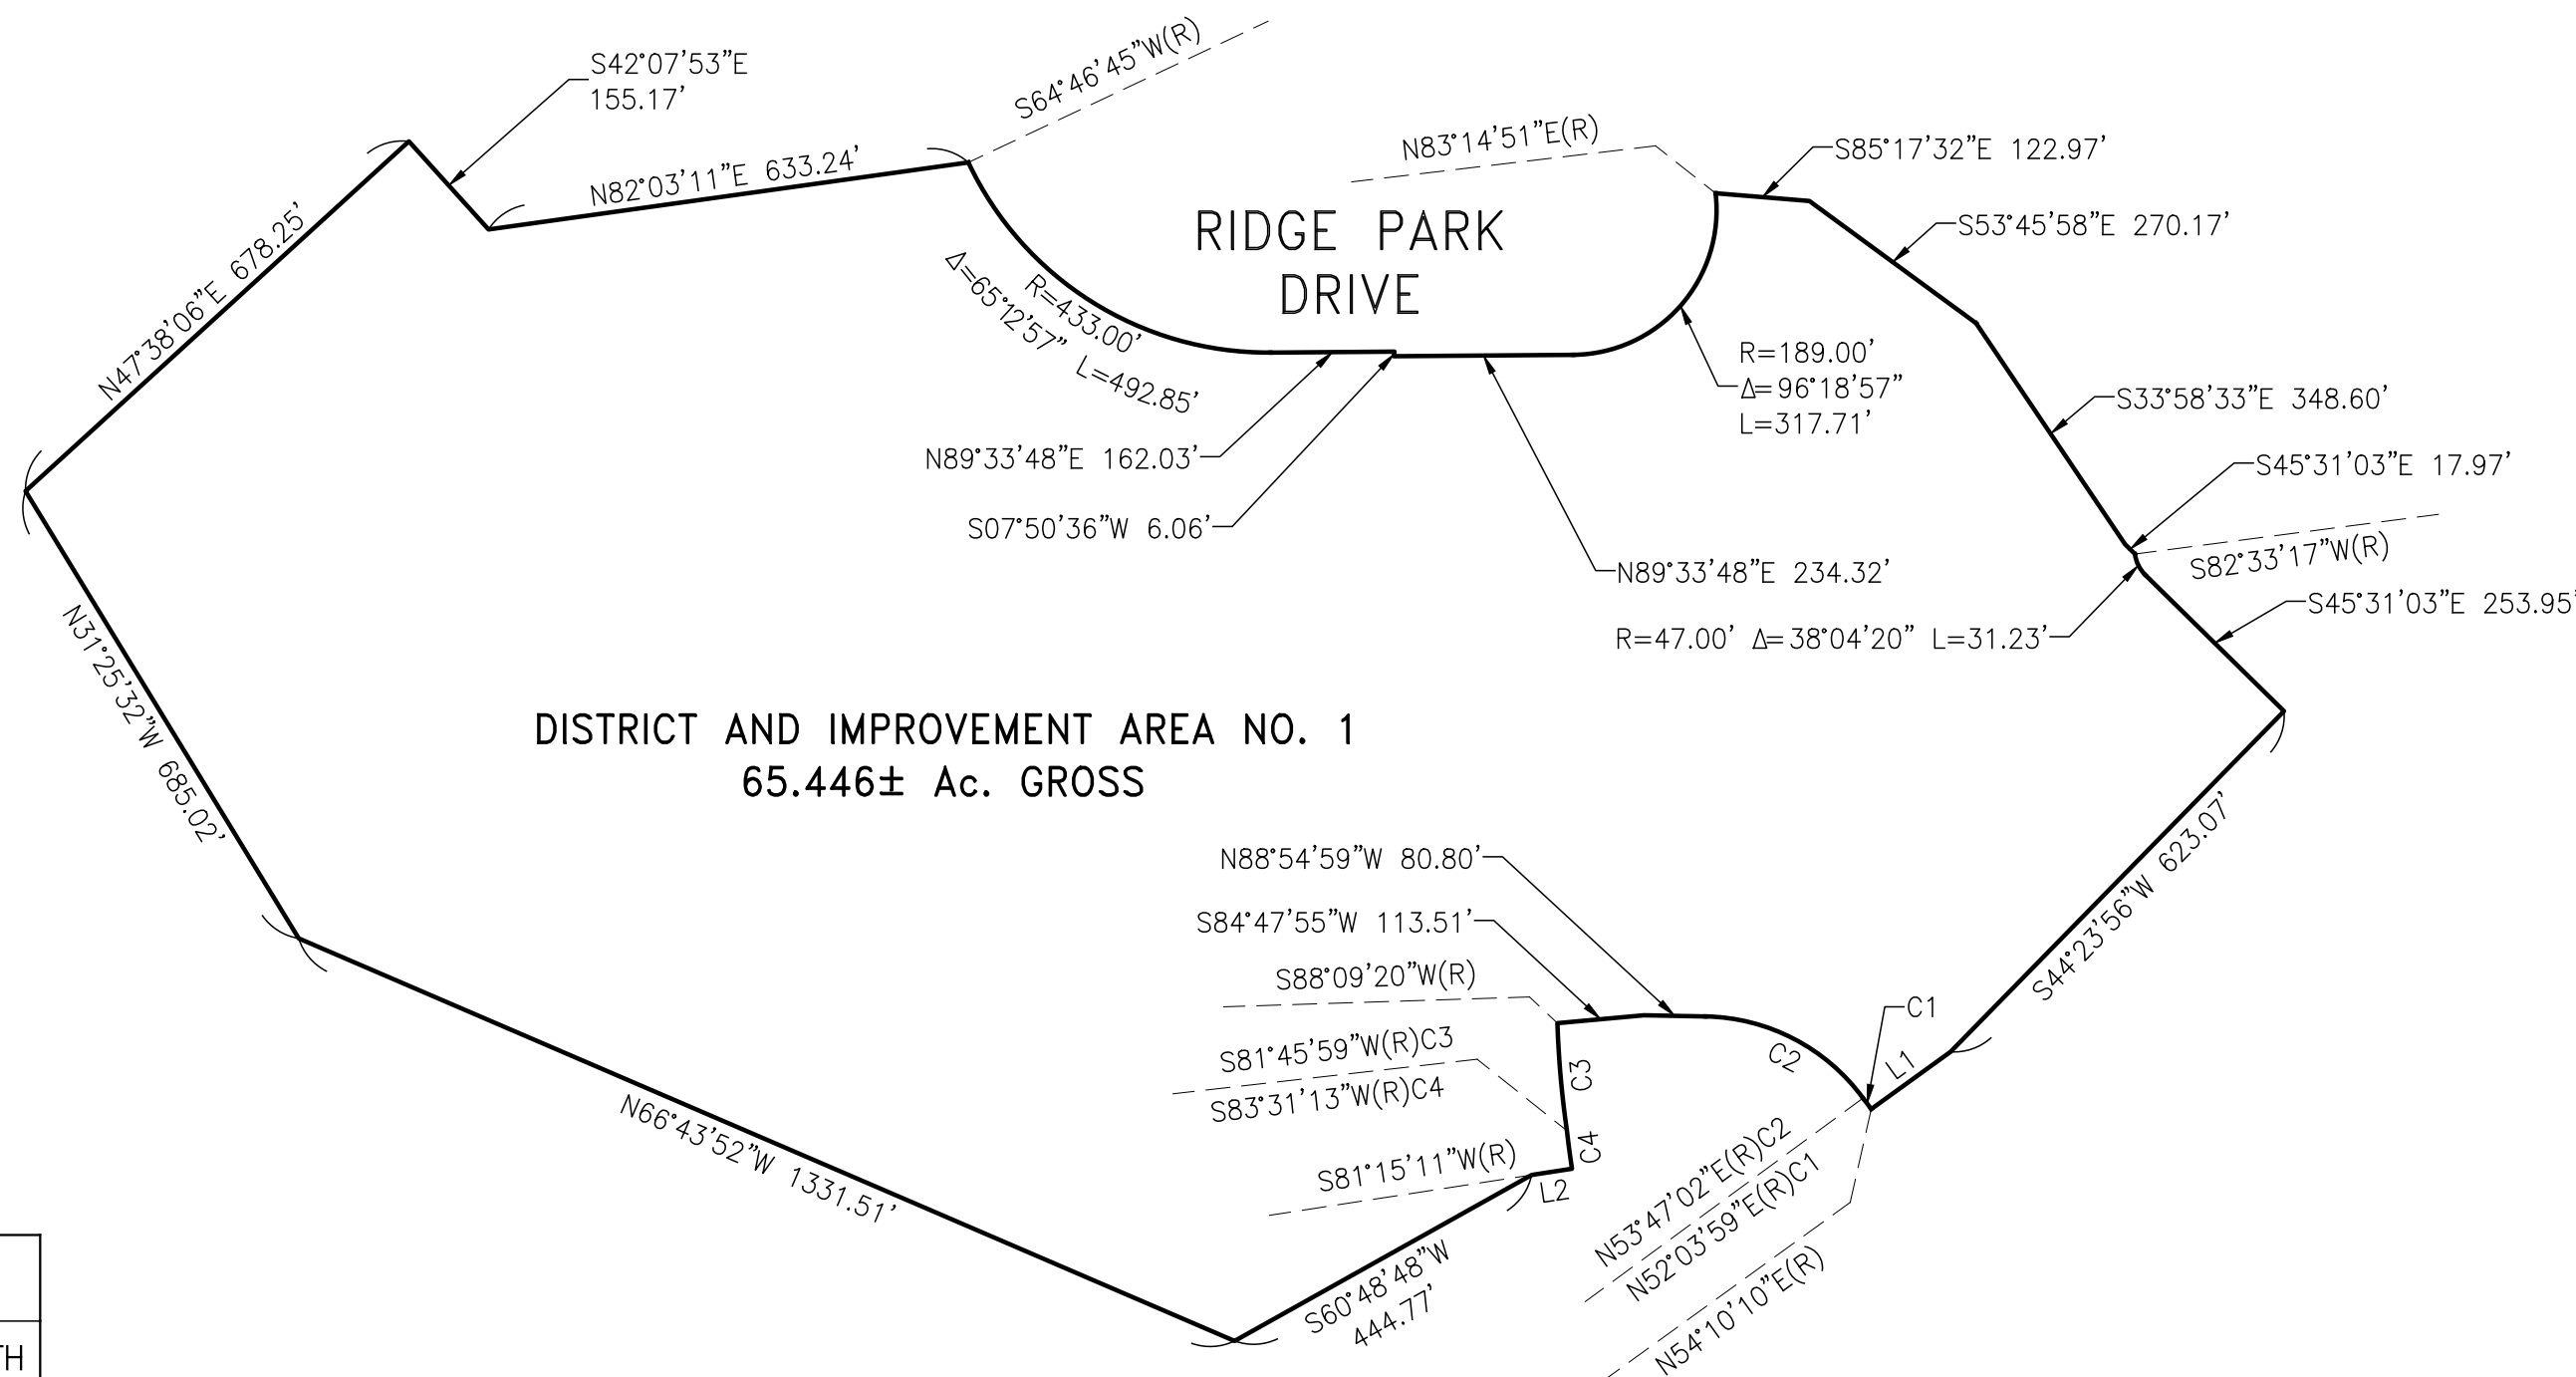 S42°07'53"E
155.17'
S64°46'45"W(R)
N83°14'51"E(R)
S85°17'32"E 122.97'
N82°03'11"E 633.24'
RIDGE PARK
DRIVE
S53°45'58"E 270.17'
N47°38'06"E 678.25'
R=433.00'
Δ=65°12'57" L=492.85'
R=189.00'
Δ=96°18'57"
L=317.71'
S33°58'33"E 348.60'
N89°33'48"E 162.03'
S45°31'03"E 17.97'
S07°50'36"W 6.06'
S82°33'17"W(R)
N89°33'48"E 234.32'
S45°31'03"E 253.95'
R=47.00' Δ=38°04'20" L=31.23'
N31°25'32"W 685.02'
DISTRICT AND IMPROVEMENT AREA NO. 1
65.446± Ac. GROSS
N88°54'59"W 80.80'
S84°47'55"W 113.51'
S44°23'56"W 623.07'
S88°09'20"W(R)
C1
S81°45'59"W(R)C3
C3
C2
L1
S83°31'13"W(R)C4
C4
S81°15'11"W(R)
L2
N66°43'52"W 1331.51'
N53°47'02"E(R)C2
N52°03'59"E(R)C1
S60°48'48"W
444.77'
N54°10'10"E(R)
TH